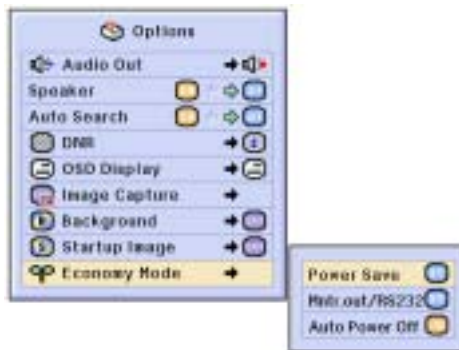 Options
Audio Out
Speaker
Auto Search
DNR
OSD Display
Image Capture
Background
Startup Image
Economy Mode
Power Save
Mntr.out/RS232
Auto Power Off